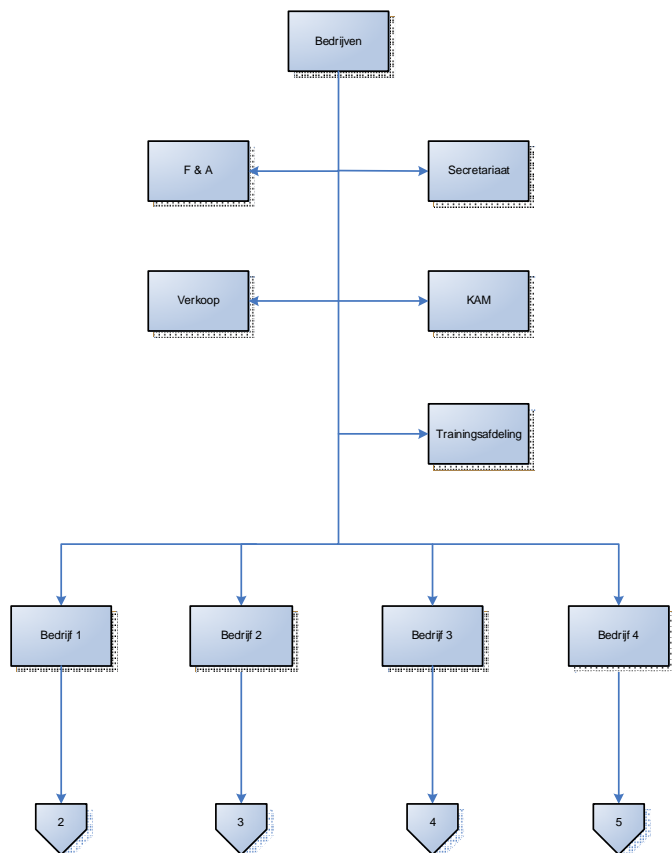 Bedrijven
F & A
Secretariaat
Verkoop
KAM
Trainingsafdeling
Bedrijf 1
Bedrijf 2
Bedrijf 3
Bedrijf 4
2
3
4
5